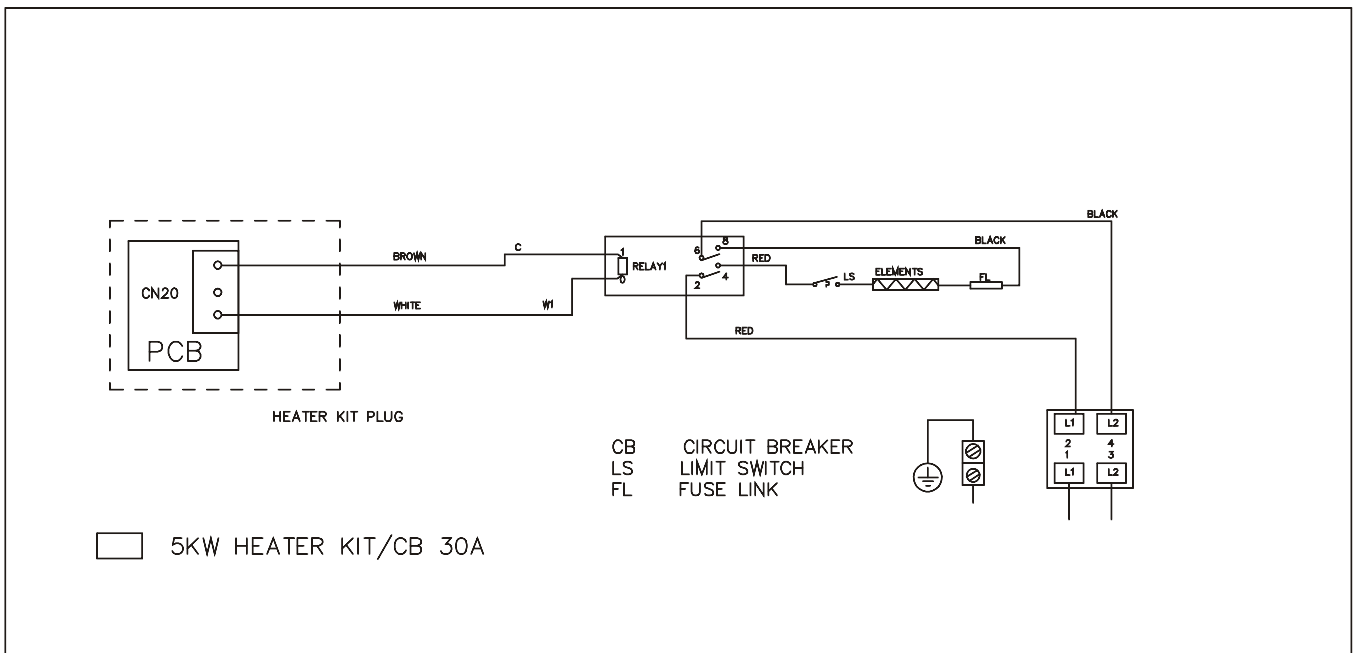 BLACK
8
BLACK
6
C
1
BROWN
RELAY1
RED
4
LS
ELEMENTS
FL
CN20
0
2
WHITE
W1
RED
PCB
HEATER KIT PLUG
L1 L2
2 4
1 3
L1 L2
CB CIRCUIT BREAKER
LS LIMIT SWITCH
FL FUSE LINK
5KW HEATER KIT/CB 30A